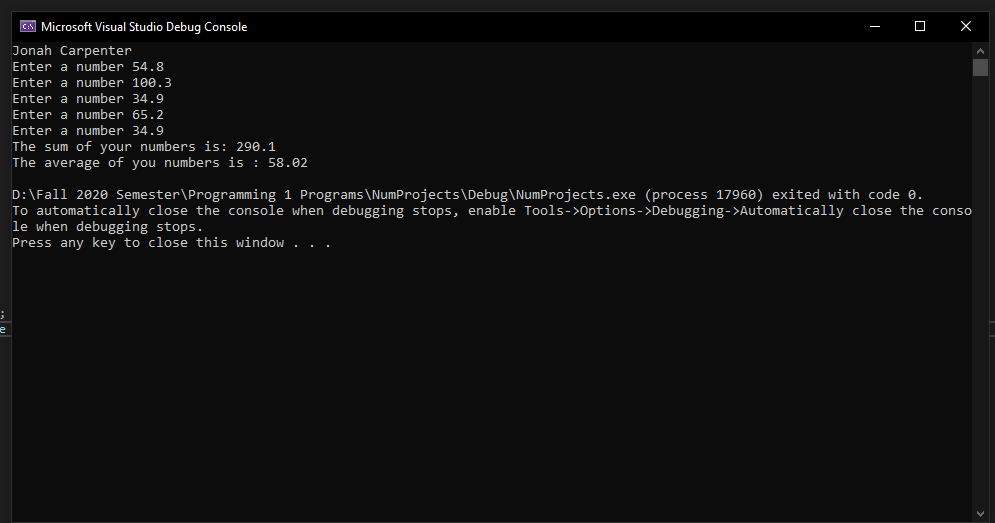 Microsoft Visual Studio Debug Console
Jonah Carpenter
Enter a number 54.8
Enter a number 100.3
Enter a number 34.9
Enter a number 65.2
Enter a number 34.9
The sum of your numbers is: 290.1
The average of you numbers is : 58.02
D:\Fall 2020 Semester\Programming 1 Programs\NumProjects\Debug\NumProjects.exe (process 17960) exited with code 0.
To automatically close the console when debugging stops, enable Tools->Options->Debugging->Automatically close the conso
le when debugging stops.
Press any key to close this window . . .
;
e